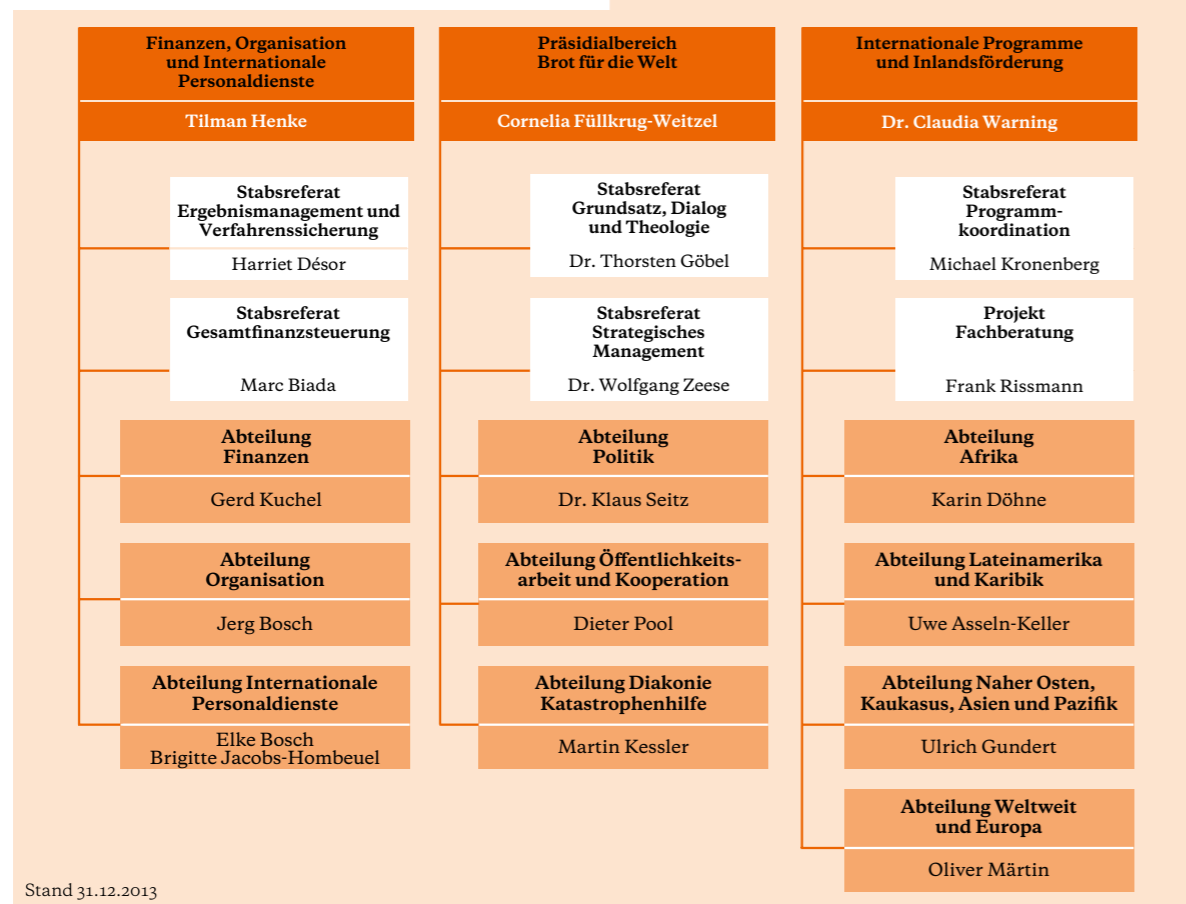 Finanzen, Organisation
und Internationale
Personaldienste
Tilman Henke
Stabsreferat
Ergebnismanagement und
Verfahrenssicherung
Harriet Désor
Stabsreferat
Gesamtfinanzsteuerung
Marc Biada
Abteilung
Finanzen
Gerd Kuchel
Abteilung
Organisation
Jerg Bosch
Abteilung Internationale
Personaldienste
Elke Bosch
Brigitte Jacobs-Hombeuel
Präsidialbereich
Brot für die Welt
Cornelia Füllkrug-Weitzel
Stabsreferat
Grundsatz, Dialog
und Theologie
Dr. Thorsten Göbel
Stabsreferat
Strategisches
Management
Dr. Wolfgang Zeese
Abteilung
Politik
Dr. Klaus Seitz
Abteilung Öffentlichkeits-
arbeit und Kooperation
Dieter Pool
Abteilung Diakonie
Katastrophenhilfe
Martin Kessler
Internationale Programme
und Inlandsförderung
Dr. Claudia Warning
Stabsreferat
Programm-
koordination
Michael Kronenberg
Projekt
Fachberatung
Frank Rissmann
Abteilung
Afrika
Karin Döhne
Abteilung Lateinamerika
und Karibik
Uwe Asseln-Keller
Abteilung Naher Osten,
Kaukasus, Asien und Pazifik
Ulrich Gundert
Abteilung Weltweit
und Europa
Oliver Märtin
Stand 31.12.2013